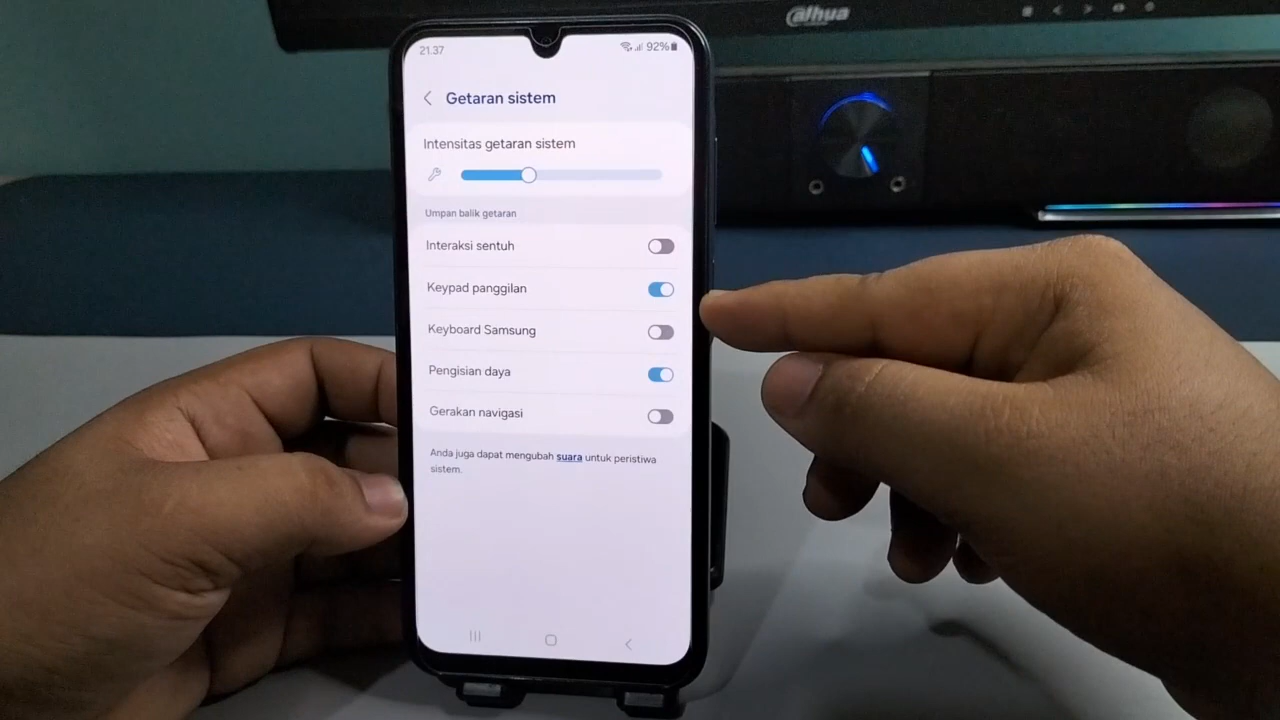 alhua
21.37
92%
Getaran sistem
Intensitas getaran sistem
Umpan balik getaran
Interaksi sentuh
Keypad panggilan
Keyboard Samsung
Pengisian daya
Gerakan navigasi
Anda juga dapat mengubah suara untuk peristiwa
sistem.